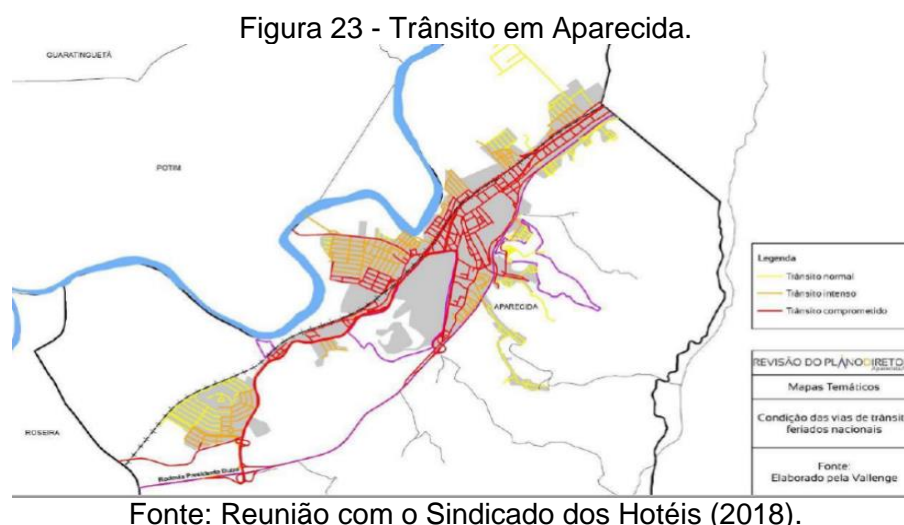 Figura 23 - Trânsito em Aparecida.
GUARATINGUETÁ
POTIM
APARECIDA
ROSEIRA
Rodovia Presidente Dutra
Legenda
Trânsito normal
Trânsito intenso
Trânsito comprometido
REVISÃO DO PLANODIRETO
Mapas Temáticos
Condição das vias de trânsit
feriados nacionais
Fonte:
Elaborado pela Vallenge
Fonte: Reunião com o Sindicado dos Hotéis (2018).